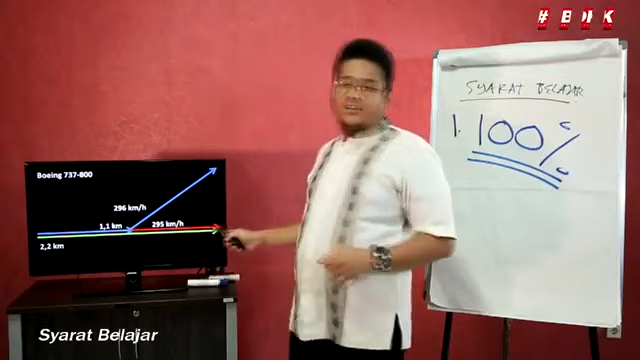 #BDIK
Boeing 737-800
296 km/h
1,1 km
295 km/h
2,2 km
SYARAT BELAJAR
1. 100%
Syarat Belajar